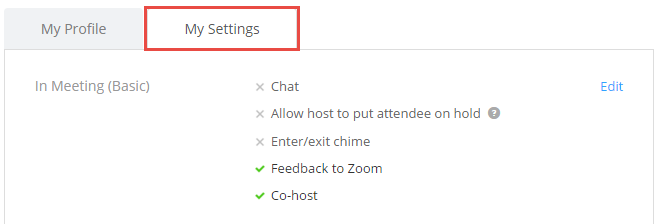 My Profile
My Settings
In Meeting (Basic)
Chat
Edit
Allow host to put attendee on hold ?
Enter/exit chime
Feedback to Zoom
Co-host